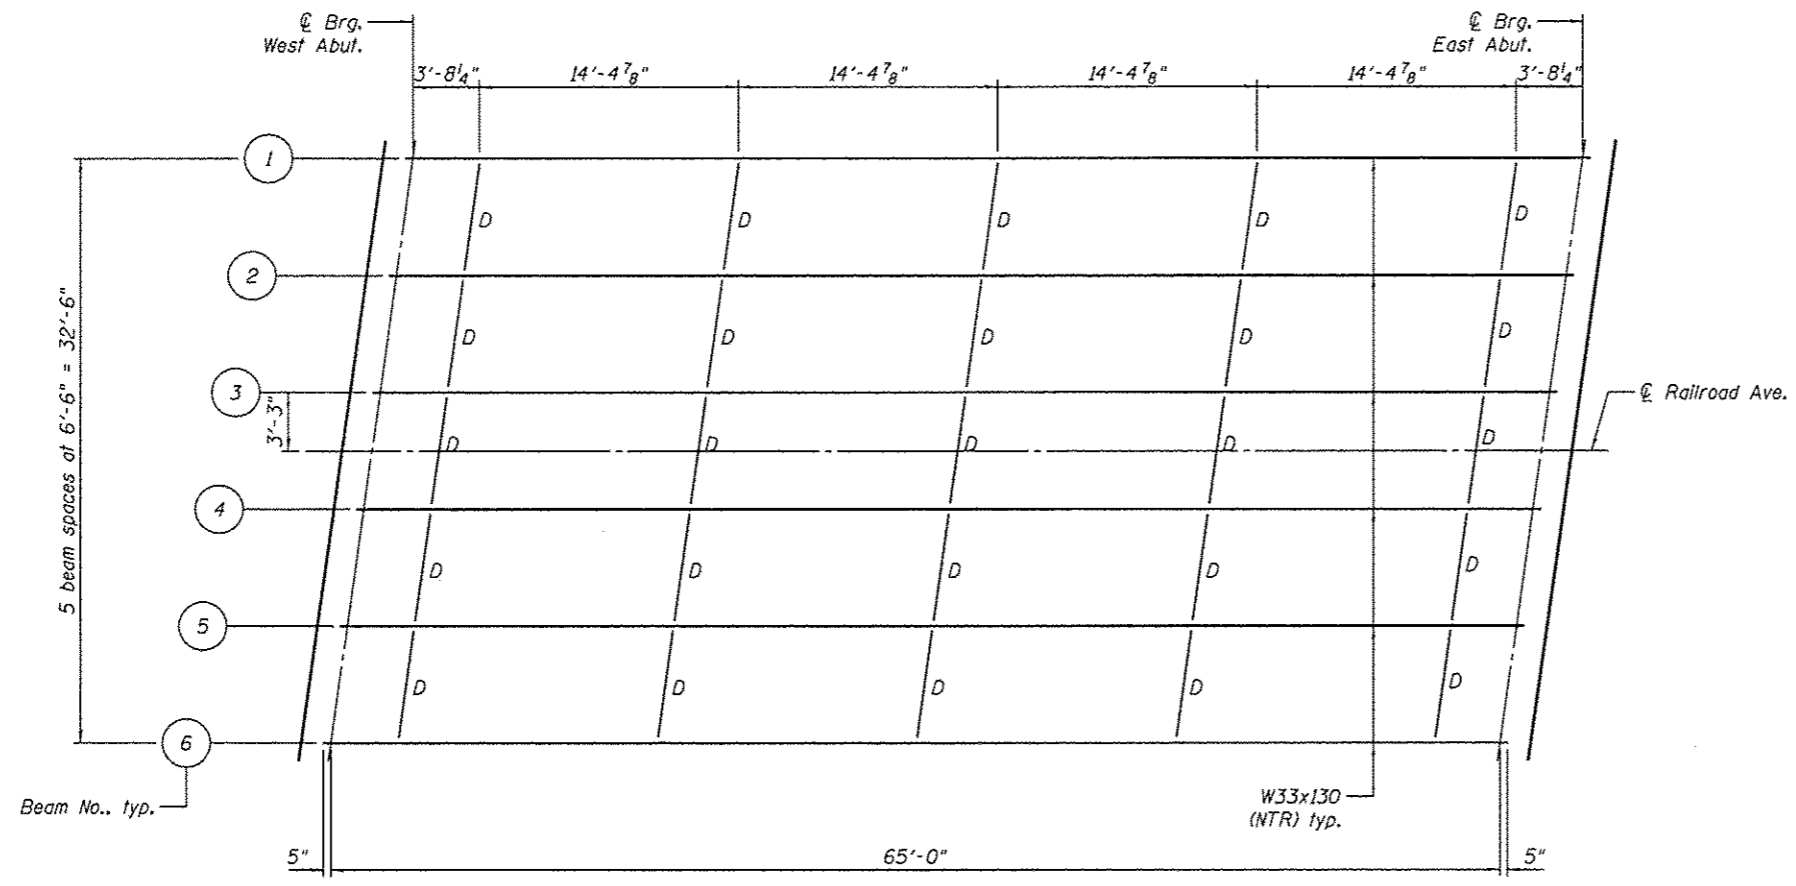 ℄ Brg.
West Abut.
℄ Brg.
East Abut.
3'-8¼"
14'-4⅞"
14'-4⅞"
14'-4⅞"
14'-4⅞"
3'-8¼"
1
D
D
D
D
D
2
D
D
D
D
D
3
3'-3"
℄ Railroad Ave.
D
D
D
D
D
4
5 beam spaces at 6'-6" = 32'-6"
D
D
D
D
D
5
D
D
D
D
D
6
Beam No., typ.
W33x130
(NTR) typ.
5"
65'-0"
5"